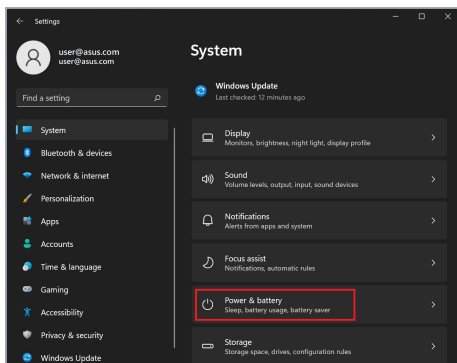 Settings
user@asus.com
user@asus.com
Find a setting
System
Bluetooth & devices
Network & internet
Personalization
Apps
Accounts
Time & language
Gaming
Accessibility
Privacy & security
Windows Update
System
Windows Update
Last checked: 12 minutes ago
Display
Monitors, brightness, night light, display profile
Sound
Volume levels, output, input, sound devices
Notifications
Alerts from apps and system
Focus assist
Notifications, automatic rules
Power & battery
Sleep, battery usage, battery saver
Storage
Storage space, drives, configuration rules